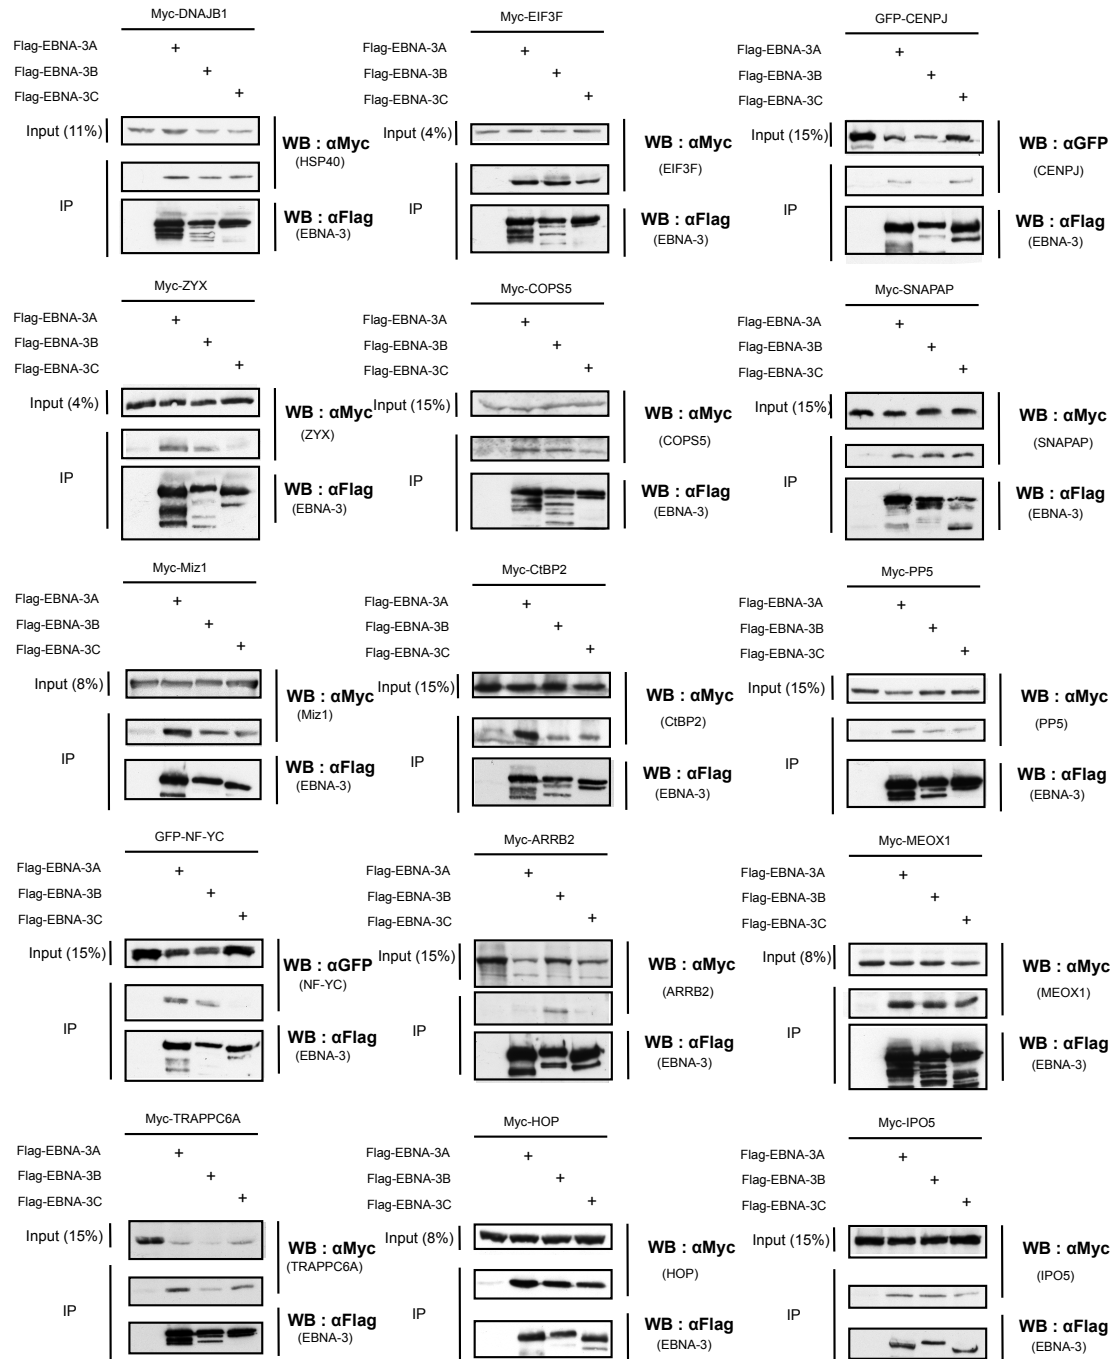 Myc-DNAJB1
Flag-EBNA-3A +
Flag-EBNA-3B +
Flag-EBNA-3C +
Input (11%)
WB : αMyc
(HSP40)
IP
WB : αFlag
(EBNA-3)
Myc-EIF3F
Flag-EBNA-3A +
Flag-EBNA-3B +
Flag-EBNA-3C +
Input (4%)
WB : αMyc
(EIF3F)
IP
WB : αFlag
(EBNA-3)
GFP-CENPJ
Flag-EBNA-3A +
Flag-EBNA-3B +
Flag-EBNA-3C +
Input (15%)
WB : αGFP
(CENPJ)
IP
WB : αFlag
(EBNA-3)
Myc-ZYX
Flag-EBNA-3A +
Flag-EBNA-3B +
Flag-EBNA-3C +
Input (4%)
WB : αMyc
(ZYX)
IP
WB : αFlag
(EBNA-3)
Myc-COPS5
Flag-EBNA-3A +
Flag-EBNA-3B +
Flag-EBNA-3C +
Input (15%)
WB : αMyc
(COPS5)
IP
WB : αFlag
(EBNA-3)
Myc-SNAPAP
Flag-EBNA-3A +
Flag-EBNA-3B +
Flag-EBNA-3C +
Input (15%)
WB : αMyc
(SNAPAP)
IP
WB : αFlag
(EBNA-3)
Myc-Miz1
Flag-EBNA-3A +
Flag-EBNA-3B +
Flag-EBNA-3C +
Input (8%)
WB : αMyc
(Miz1)
IP
WB : αFlag
(EBNA-3)
Myc-CtBP2
Flag-EBNA-3A +
Flag-EBNA-3B +
Flag-EBNA-3C +
Input (15%)
WB : αMyc
(CtBP2)
IP
WB : αFlag
(EBNA-3)
Myc-PP5
Flag-EBNA-3A +
Flag-EBNA-3B +
Flag-EBNA-3C +
Input (15%)
WB : αMyc
(PP5)
IP
WB : αFlag
(EBNA-3)
GFP-NF-YC
Flag-EBNA-3A +
Flag-EBNA-3B +
Flag-EBNA-3C +
Input (15%)
WB : αGFP
(NF-YC)
IP
WB : αFlag
(EBNA-3)
Myc-ARRB2
Flag-EBNA-3A +
Flag-EBNA-3B +
Flag-EBNA-3C +
Input (15%)
WB : αMyc
(ARRB2)
IP
WB : αFlag
(EBNA-3)
Myc-MEOX1
Flag-EBNA-3A +
Flag-EBNA-3B +
Flag-EBNA-3C +
Input (8%)
WB : αMyc
(MEOX1)
IP
WB : αFlag
(EBNA-3)
Myc-TRAPPC6A
Flag-EBNA-3A +
Flag-EBNA-3B +
Flag-EBNA-3C +
Input (15%)
WB : αMyc
(TRAPPC6A)
IP
WB : αFlag
(EBNA-3)
Myc-HOP
Flag-EBNA-3A +
Flag-EBNA-3B +
Flag-EBNA-3C +
Input (8%)
WB : αMyc
(HOP)
IP
WB : αFlag
(EBNA-3)
Myc-IPO5
Flag-EBNA-3A +
Flag-EBNA-3B +
Flag-EBNA-3C +
Input (15%)
WB : αMyc
(IPO5)
IP
WB : αFlag
(EBNA-3)